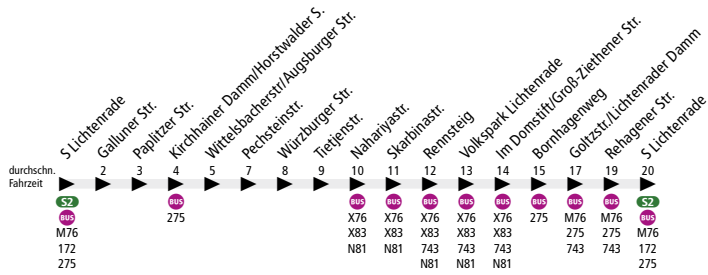 S Lichtenrade
Galluner Str.
Paplitzer Str.
Kirchhainer Damm/Horstwalder S.
Wittelsbacherstr/Augsburger Str.
Pechsteinstr.
Würzburger Str.
Tietjenstr.
Nahariyastr.
Skarbinastr.
Rennsteig
Volkspark Lichtenrade
Im Domstift/Groß-Ziethener Str.
Bornhagenweg
Goltzstr./Lichtenrader Damm
Rehagener Str.
S Lichtenrade
durchschn. 2 3 4 5 7 8 9 10 11 12 13 14 15 17 19 20
Fahrzeit
S2 BUS BUS BUS BUS BUS BUS BUS BUS BUS S2
BUS 275 X76 X76 X76 X76 X76 275 M76 M76 BUS
M76 X83 X83 X83 X83 X83 275 275 M76
172 N81 N81 743 743 743 743 743 172
275 N81 N81 N81 275